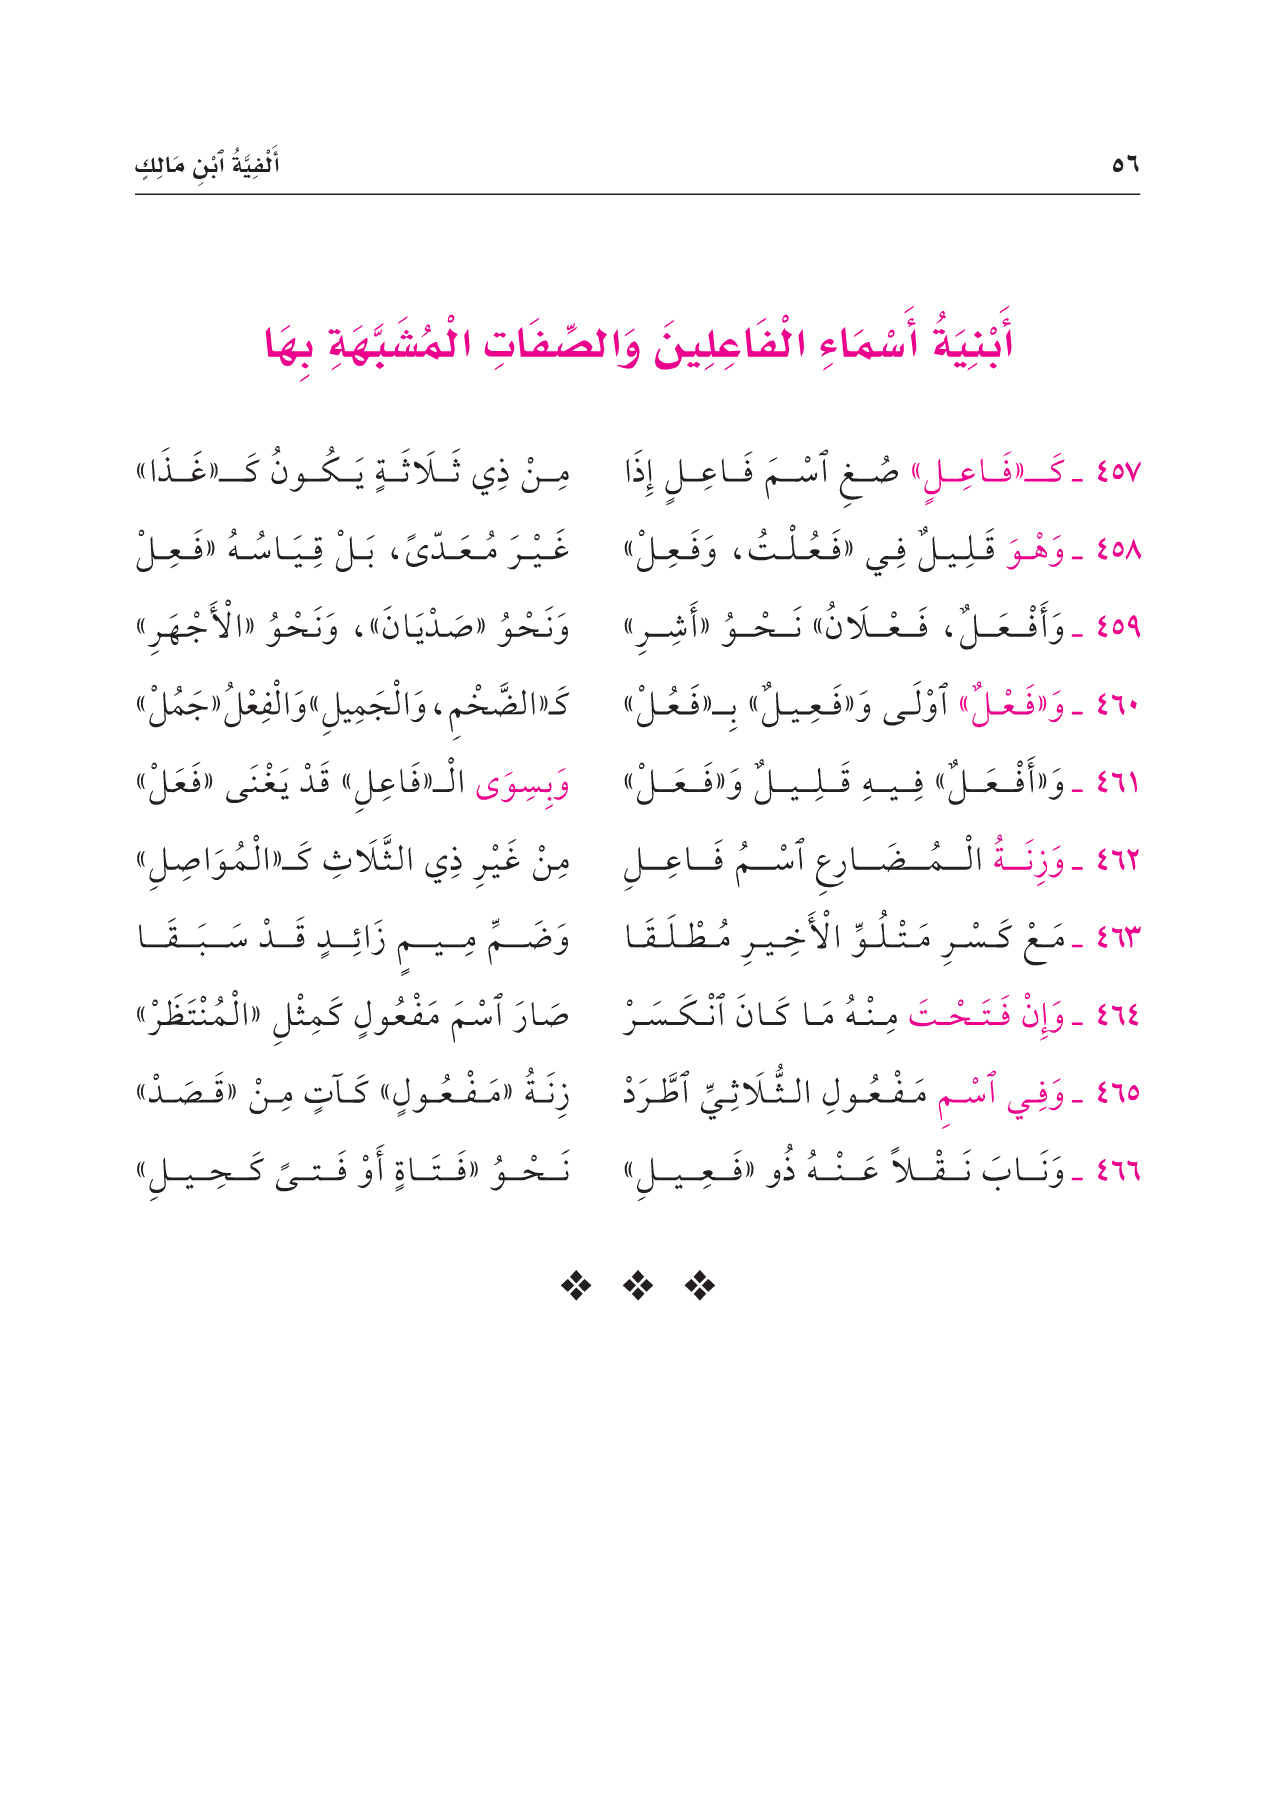 ٥٦ أَلْفِيَّةُ ٱبْنِ مَالِكٍ
أَبْنِيَةُ أَسْمَاءِ الْفَاعِلِينَ وَالصِّفَاتِ الْمُشَبَّهَةِ بِهَا
٤٥٧ ـ كَـ«فَاعِلٍ» صُغِ ٱسْمَ فَاعِلٍ إِذَا مِنْ ذِي ثَلَاثَةٍ يَكُونُ كَـ«غَذَا»
٤٥٨ ـ وَهْوَ قَلِيلٌ فِي «فَعُلْتُ، وَفَعِلْ» غَيْرَ مُعَدّىً، بَلْ قِيَاسُهُ «فَعِلْ
٤٥٩ ـ وَأَفْعَلٌ، فَعْلَانُ» نَحْوُ «أَشِرِ» وَنَحْوُ «صَدْيَانَ»، وَنَحْوُ «الْأَجْهَرِ»
٤٦٠ ـ وَ«فَعْلٌ» ٱوْلَى وَ«فَعِيلٌ» بِـ«فَعُلْ» كَـ«الضَّخْمِ، وَالْجَمِيلِ» وَالْفِعْلُ «جَمُلْ»
٤٦١ ـ وَ«أَفْعَلٌ» فِيهِ قَلِيلٌ وَ«فَعَلْ» وَبِسِوَى الْـ«فَاعِلِ» قَدْ يَغْنَى «فَعَلْ»
٤٦٢ ـ وَزِنَةُ الْمُضَارِعِ ٱسْمُ فَاعِلِ مِنْ غَيْرِ ذِي الثَّلَاثِ كَـ«الْمُوَاصِلِ»
٤٦٣ ـ مَعْ كَسْرِ مَتْلُوِّ الْأَخِيرِ مُطْلَقَا وَضَمِّ مِيمٍ زَائِدٍ قَدْ سَبَقَا
٤٦٤ ـ وَإِنْ فَتَحْتَ مِنْهُ مَا كَانَ ٱنْكَسَرْ صَارَ ٱسْمَ مَفْعُولٍ كَمِثْلِ «الْمُنْتَظَرْ»
٤٦٥ ـ وَفِي ٱسْمِ مَفْعُولِ الثُّلَاثِيِّ ٱطَّرَدْ زِنَةُ «مَفْعُولٍ» كَآتٍ مِنْ «قَصَدْ»
٤٦٦ ـ وَنَابَ نَقْلاً عَنْهُ ذُو «فَعِيلِ» نَحْوُ «فَتَاةٍ أَوْ فَتىً كَحِيلِ»